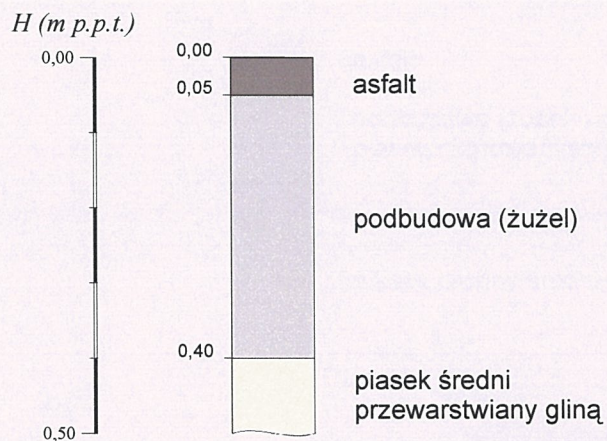 H (m p.p.t.)
0,00
0,00
asfalt
0,05
podbudowa (żużel)
0,40
piasek średni
przewarstwiany gliną
0,50